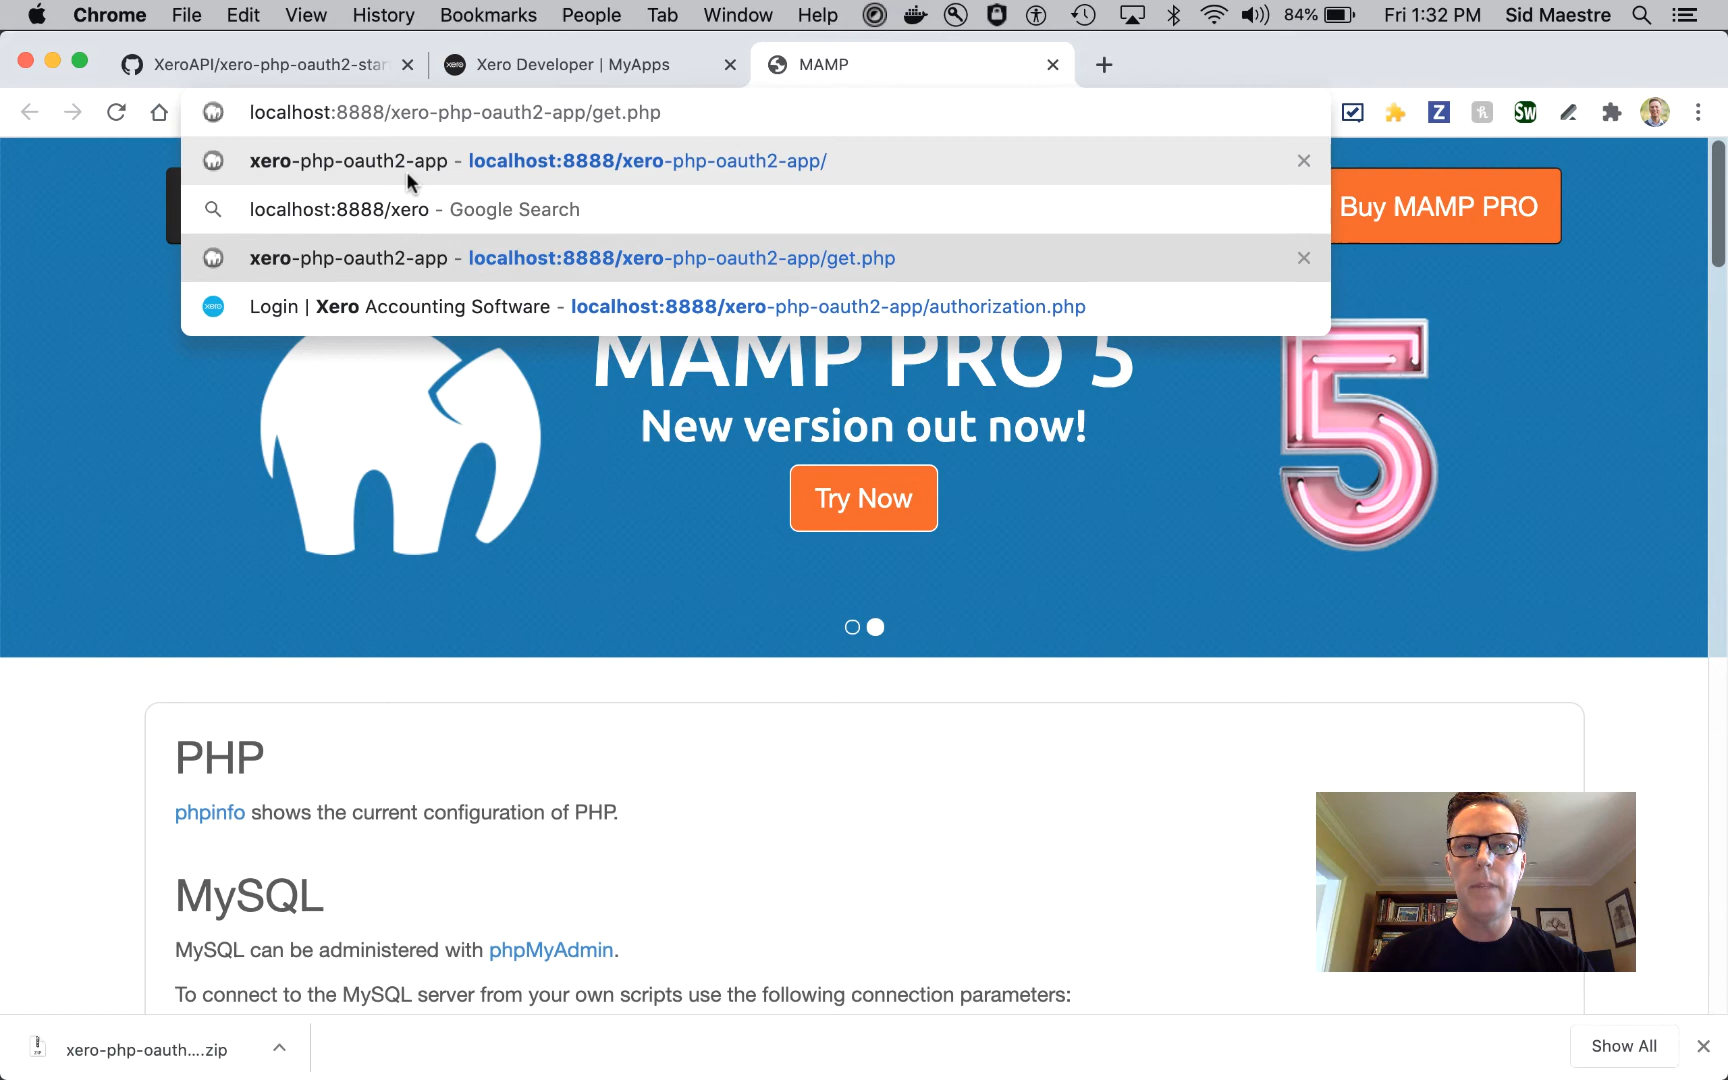 Chrome File Edit View History Bookmarks People Tab Window Help 84% Fri 1:32 PM Sid Maestre
XeroAPI/xero-php-oauth2-star
xero Xero Developer | MyApps
MAMP
localhost:8888/xero-php-oauth2-app/get.php
Z h SW
xero-php-oauth2-app - localhost:8888/xero-php-oauth2-app/
localhost:8888/xero - Google Search
Buy MAMP PRO
xero-php-oauth2-app - localhost:8888/xero-php-oauth2-app/get.php
xero Login | Xero Accounting Software - localhost:8888/xero-php-oauth2-app/authorization.php
MAMP PRO 5
5
New version out now!
Try Now
PHP
phpinfo shows the current configuration of PHP.
MySQL
MySQL can be administered with phpMyAdmin.
To connect to the MySQL server from your own scripts use the following connection parameters:
ZIP xero-php-oauth....zip
Show All